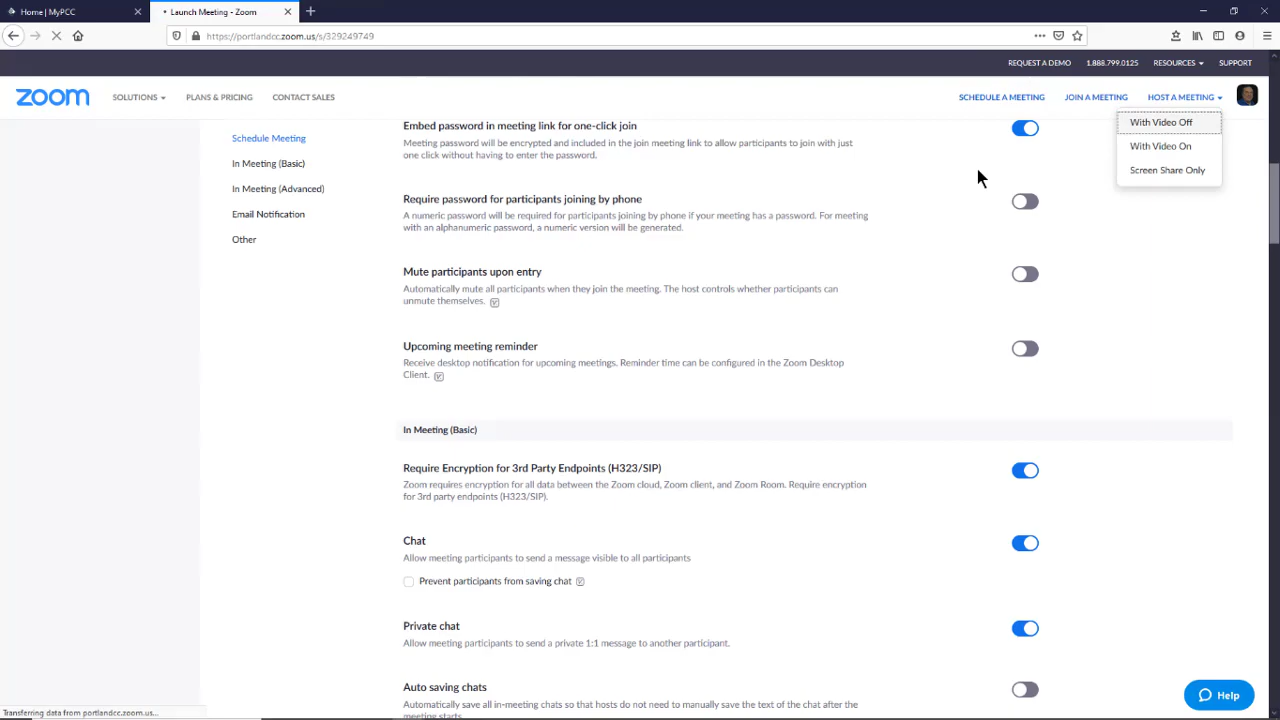 Home | MyPCC
Launch Meeting - Zoom
https://portlandcc.zoom.us/s/329249749
REQUEST A DEMO 1.888.799.0125 RESOURCES SUPPORT
zoom SOLUTIONS PLANS & PRICING CONTACT SALES SCHEDULE A MEETING JOIN A MEETING HOST A MEETING
With Video Off
With Video On
Screen Share Only
Schedule Meeting
In Meeting (Basic)
In Meeting (Advanced)
Email Notification
Other
Embed password in meeting link for one-click join
Meeting password will be encrypted and included in the join meeting link to allow participants to join with just
one click without having to enter the password.
Require password for participants joining by phone
A numeric password will be required for participants joining by phone if your meeting has a password. For meeting
with an alphanumeric password, a numeric version will be generated.
Mute participants upon entry
Automatically mute all participants when they join the meeting. The host controls whether participants can
unmute themselves.
Upcoming meeting reminder
Receive desktop notification for upcoming meetings. Reminder time can be configured in the Zoom Desktop
Client.
In Meeting (Basic)
Require Encryption for 3rd Party Endpoints (H323/SIP)
Zoom requires encryption for all data between the Zoom cloud, Zoom client, and Zoom Room. Require encryption
for 3rd party endpoints (H323/SIP).
Chat
Allow meeting participants to send a message visible to all participants
Prevent participants from saving chat
Private chat
Allow meeting participants to send a private 1:1 message to another participant.
Auto saving chats
Automatically save all in-meeting chats so that hosts do not need to manually save the text of the chat after the
meeting starts.
Help
Transferring data from portlandcc.zoom.us...